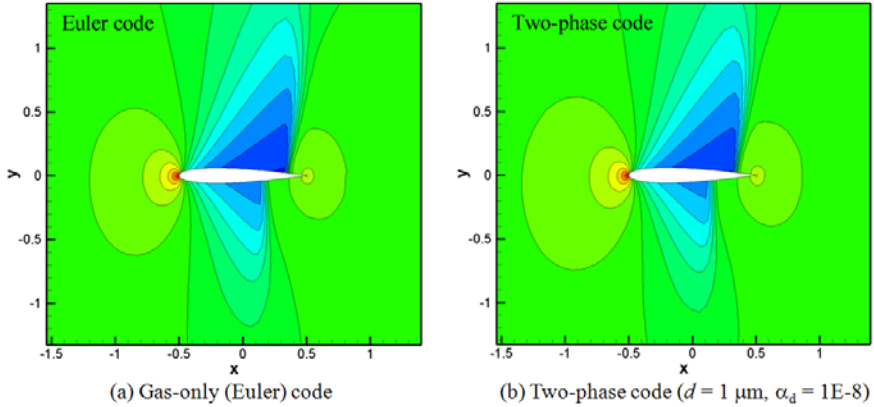 Euler code
y
1
0.5
0
-0.5
-1
-1.5
-1
-0.5
0
0.5
1
x
(a) Gas-only (Euler) code
Two-phase code
y
1
0.5
0
-0.5
-1
-1.5
-1
-0.5
0
0.5
1
x
(b) Two-phase code (d = 1 μm, αd = 1E-8)